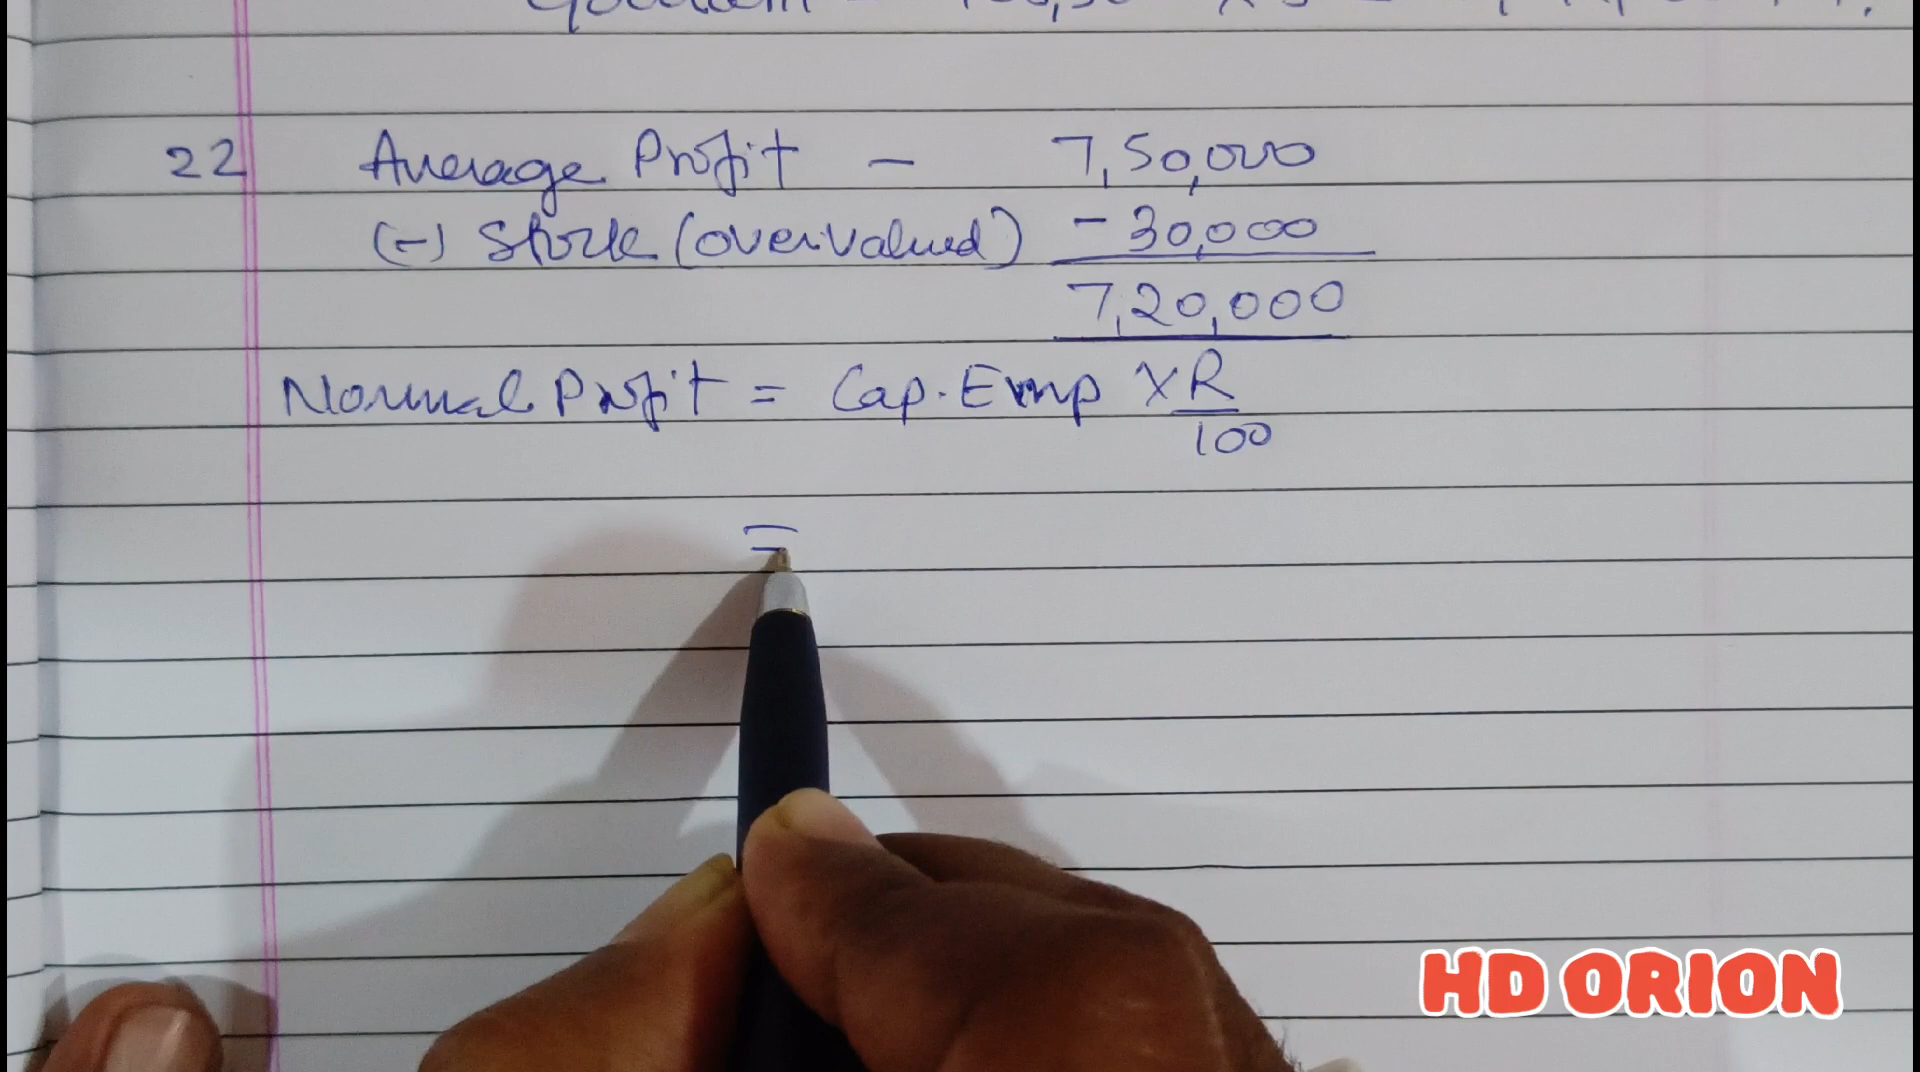 22 Average Profit - 7,50,000
(-) Stock (overvalued) - 30,000
7,20,000
Normal Profit = Cap. Emp X R
100
=
HD ORION